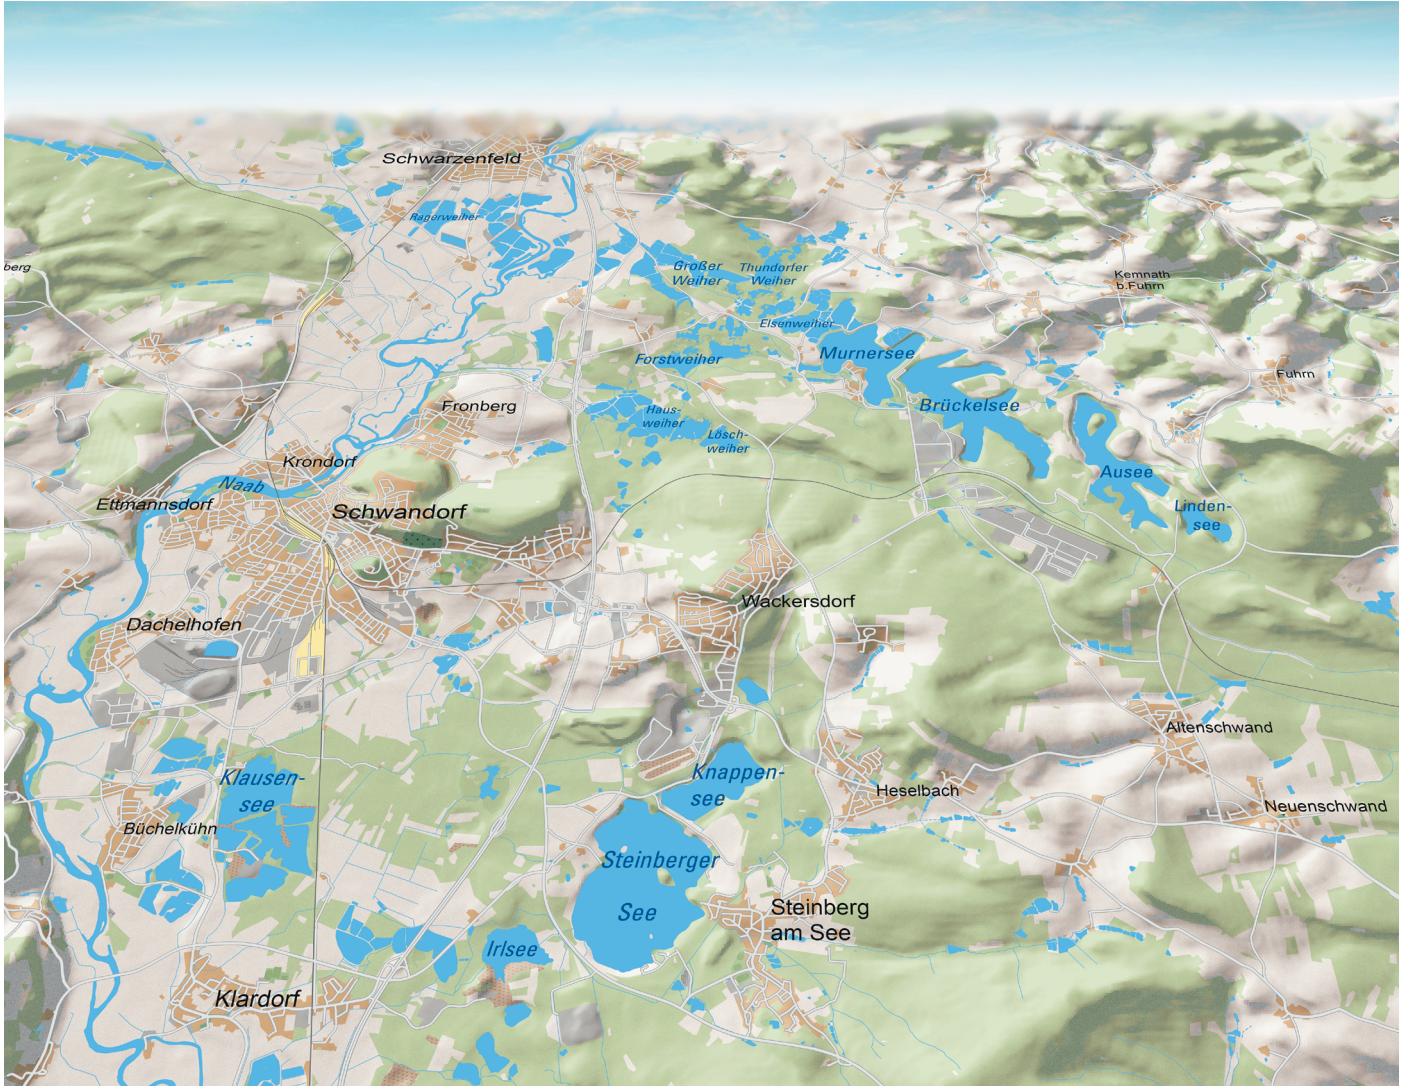 Schwarzenfeld
Ragerweiher
berg
Großer
Weiher
Thundorfer
Weiher
Kemnath
b.Fuhrn
Elsenweiher
Murnersee
Forstweiher
Fuhrn
Brückelsee
Fronberg
Haus-
weiher
Lösch-
weiher
Krondorf
Ausee
Naab
Ettmannsdorf
Schwandorf
Linden-
see
Wackersdorf
Dachelhofen
Altenschwand
Klausen-
see
Knappen-
see
Heselbach
Neuenschwand
Büchelkühn
Steinberger
See
Steinberg
am See
Irlsee
Klardorf